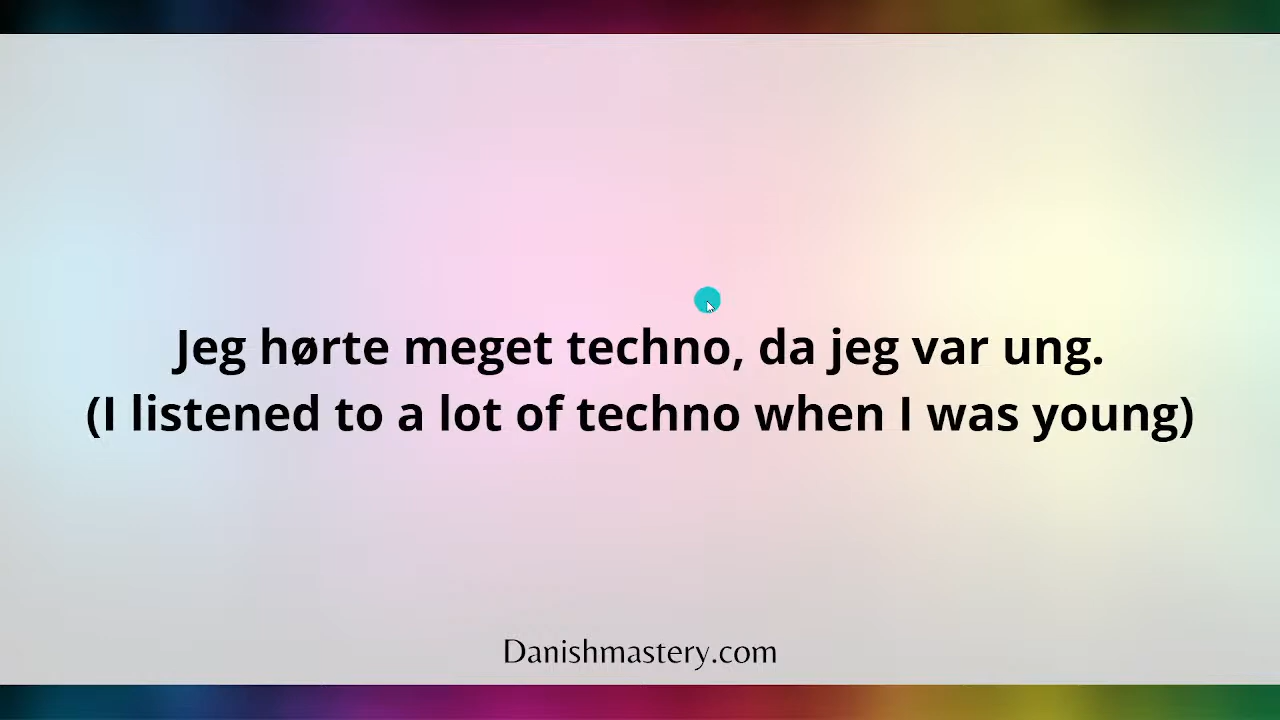 Jeg hørte meget techno, da jeg var ung.
(I listened to a lot of techno when I was young)
Danishmastery.com